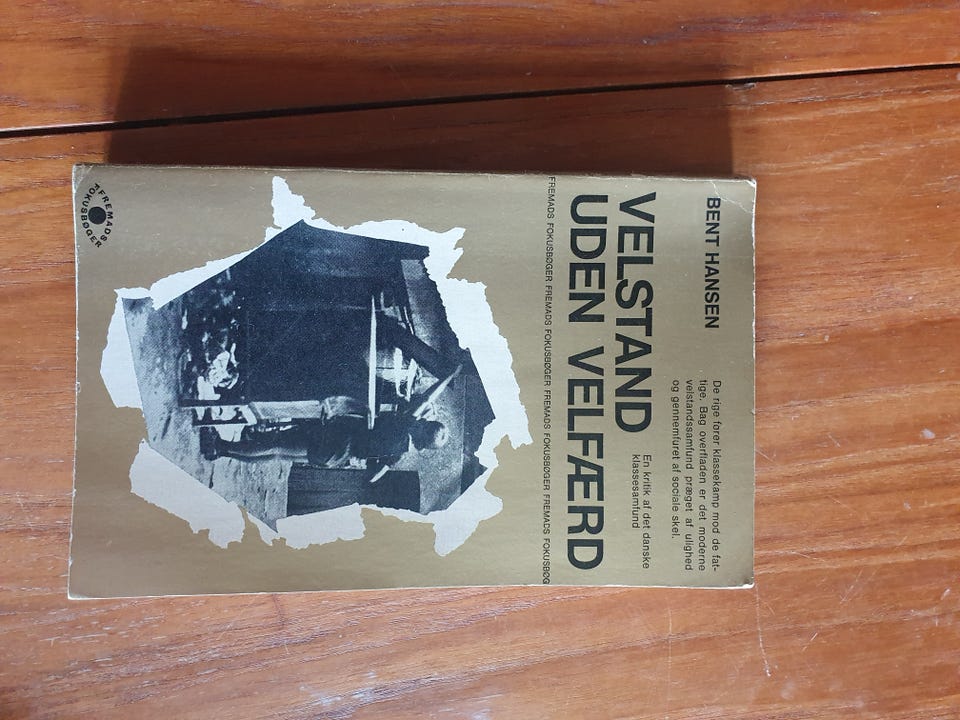 BENT HANSEN
De rige fører klassekamp mod de fat-
tige. Bag overfladen er det moderne
velstandssamfund præget af ulighed
og gennemfuret af sociale skel.
VELSTAND
UDEN VELFÆRD
En kritik af det danske
klassesamfund
FREMADS FOKUSBØGER FREMADS FOKUSBØGER FREMADS FOKUSBØGER FREMADS FOKUSBØG
FREMADS
FOKUSBØGER